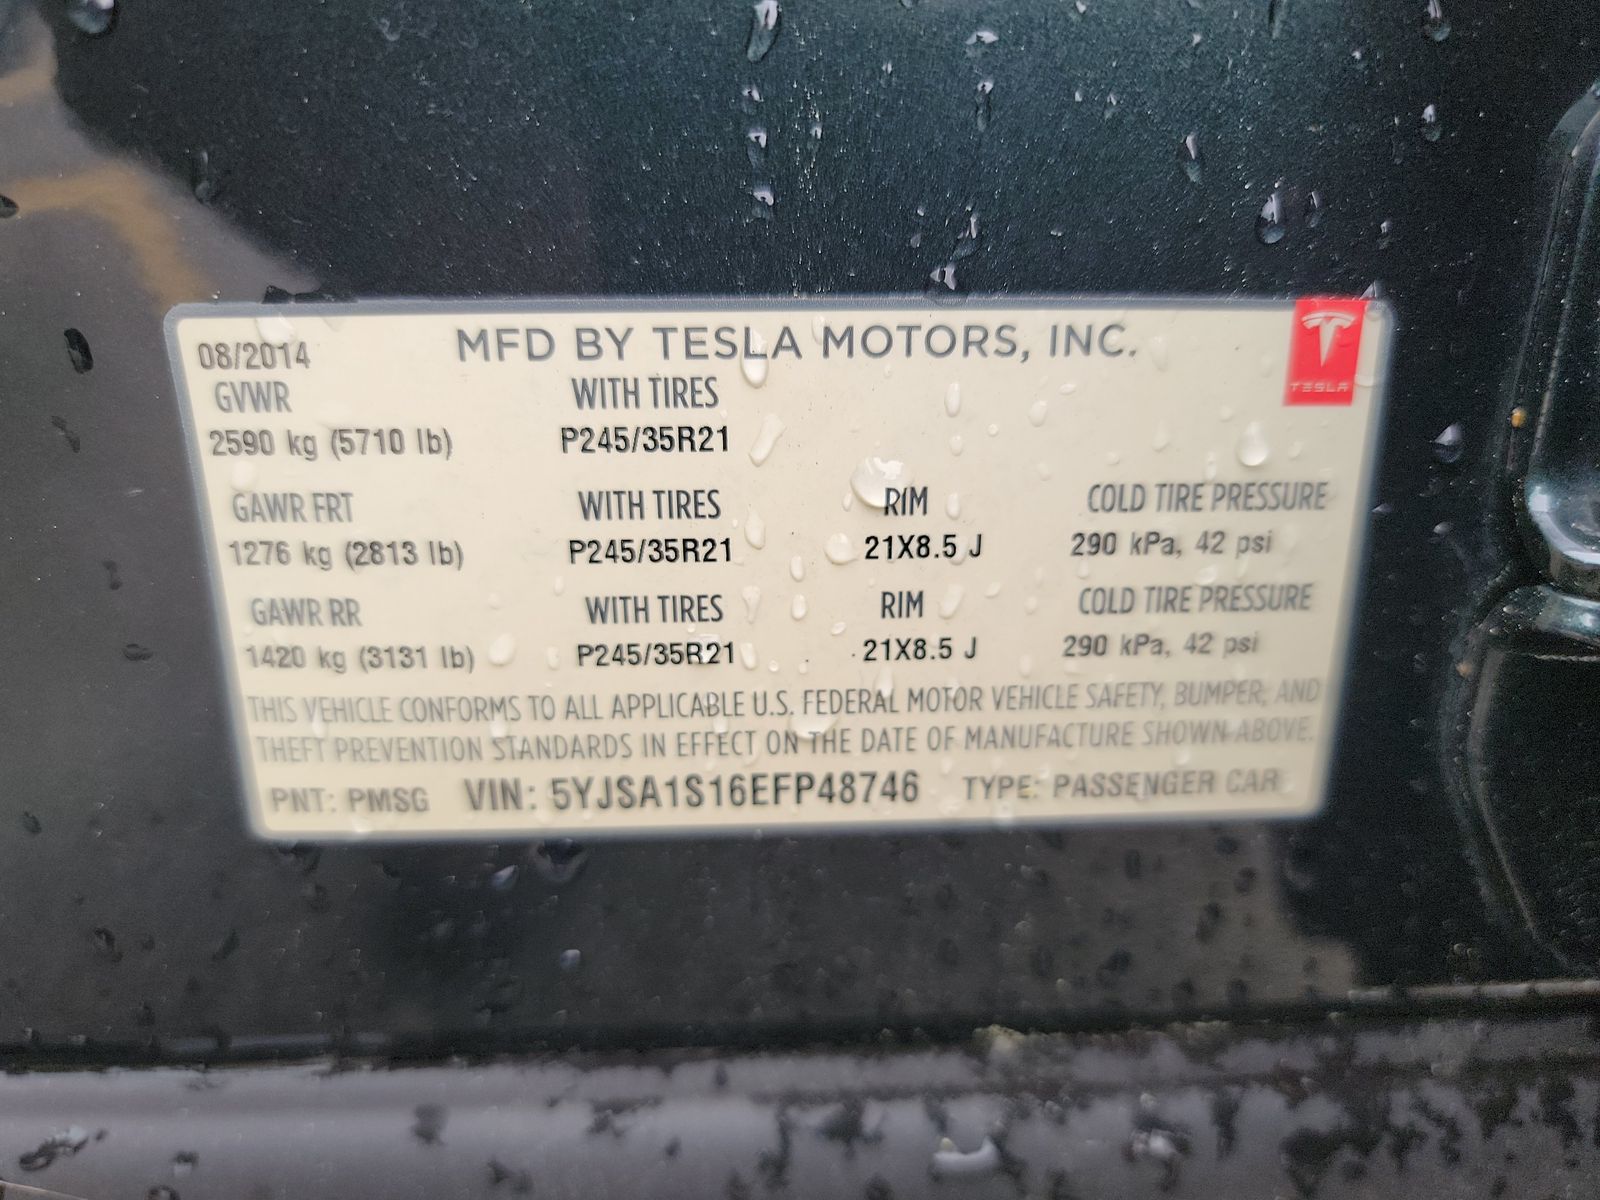 08/2014 MFD BY TESLA MOTORS, INC.
TESLA
GVWR WITH TIRES
2590 kg (5710 lb) P245/35R21
GAWR FRT WITH TIRES RIM COLD TIRE PRESSURE
1276 kg (2813 lb) P245/35R21 21X8.5 J 290 kPa, 42 psi
GAWR RR WITH TIRES RIM COLD TIRE PRESSURE
1420 kg (3131 lb) P245/35R21 21X8.5 J 290 kPa, 42 psi
THIS VEHICLE CONFORMS TO ALL APPLICABLE U.S. FEDERAL MOTOR VEHICLE SAFETY, BUMPER, AND
THEFT PREVENTION STANDARDS IN EFFECT ON THE DATE OF MANUFACTURE SHOWN ABOVE.
PNT: PMSG VIN: 5YJSA1S16EFP48746 TYPE: PASSENGER CAR